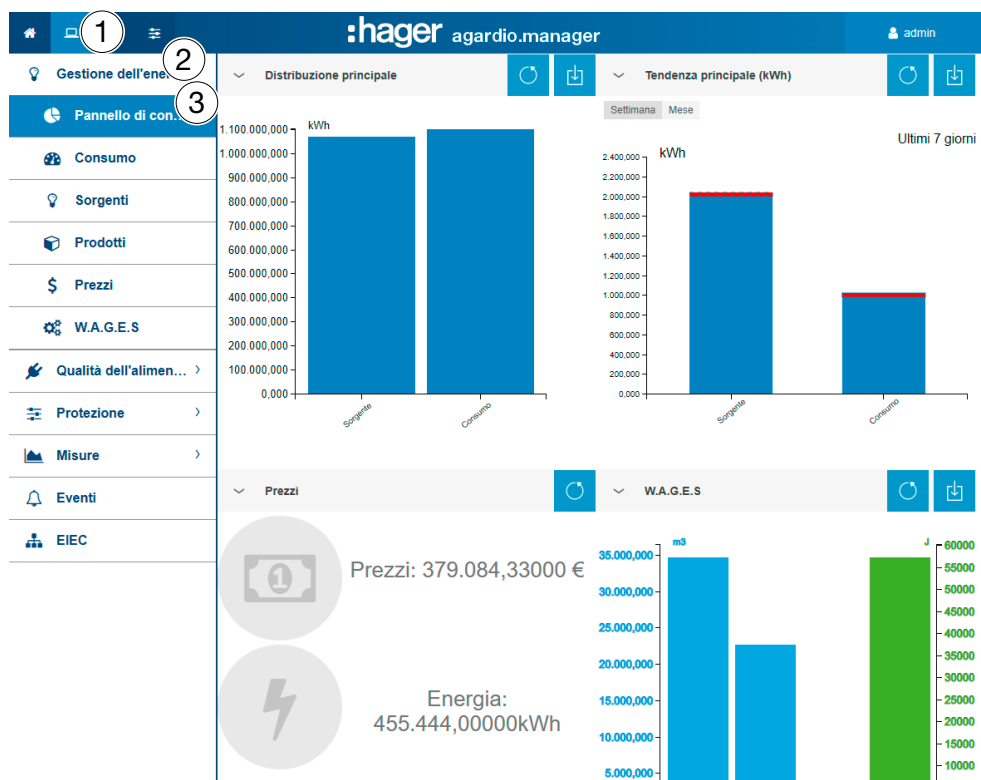 1
:hager agardio.manager
admin
2
Gestione dell'ene...
3
Pannello di con...
Consumo
Sorgenti
Prodotti
Prezzi
W.A.G.E.S
Qualità dell'alimen...
Protezione
Misure
Eventi
EIEC
Distribuzione principale
kWh
1.100.000,000
1.000.000,000
900.000,000
800.000,000
700.000,000
600.000,000
500.000,000
400.000,000
300.000,000
200.000,000
100.000,000
0,000
Sorgente
Consumo
Tendenza principale (kWh)
Settimana Mese
Ultimi 7 giorni
kWh
2.400,000
2.200,000
2.000,000
1.800,000
1.600,000
1.400,000
1.200,000
1.000,000
800,000
600,000
400,000
200,000
0,000
Sorgente
Consumo
Prezzi
1
Prezzi: 379.084,33000 €
Energia:
455.444,00000kWh
W.A.G.E.S
m3
35.000,000
30.000,000
25.000,000
20.000,000
15.000,000
10.000,000
5.000,000
J
60000
55000
50000
45000
40000
35000
30000
25000
20000
15000
10000